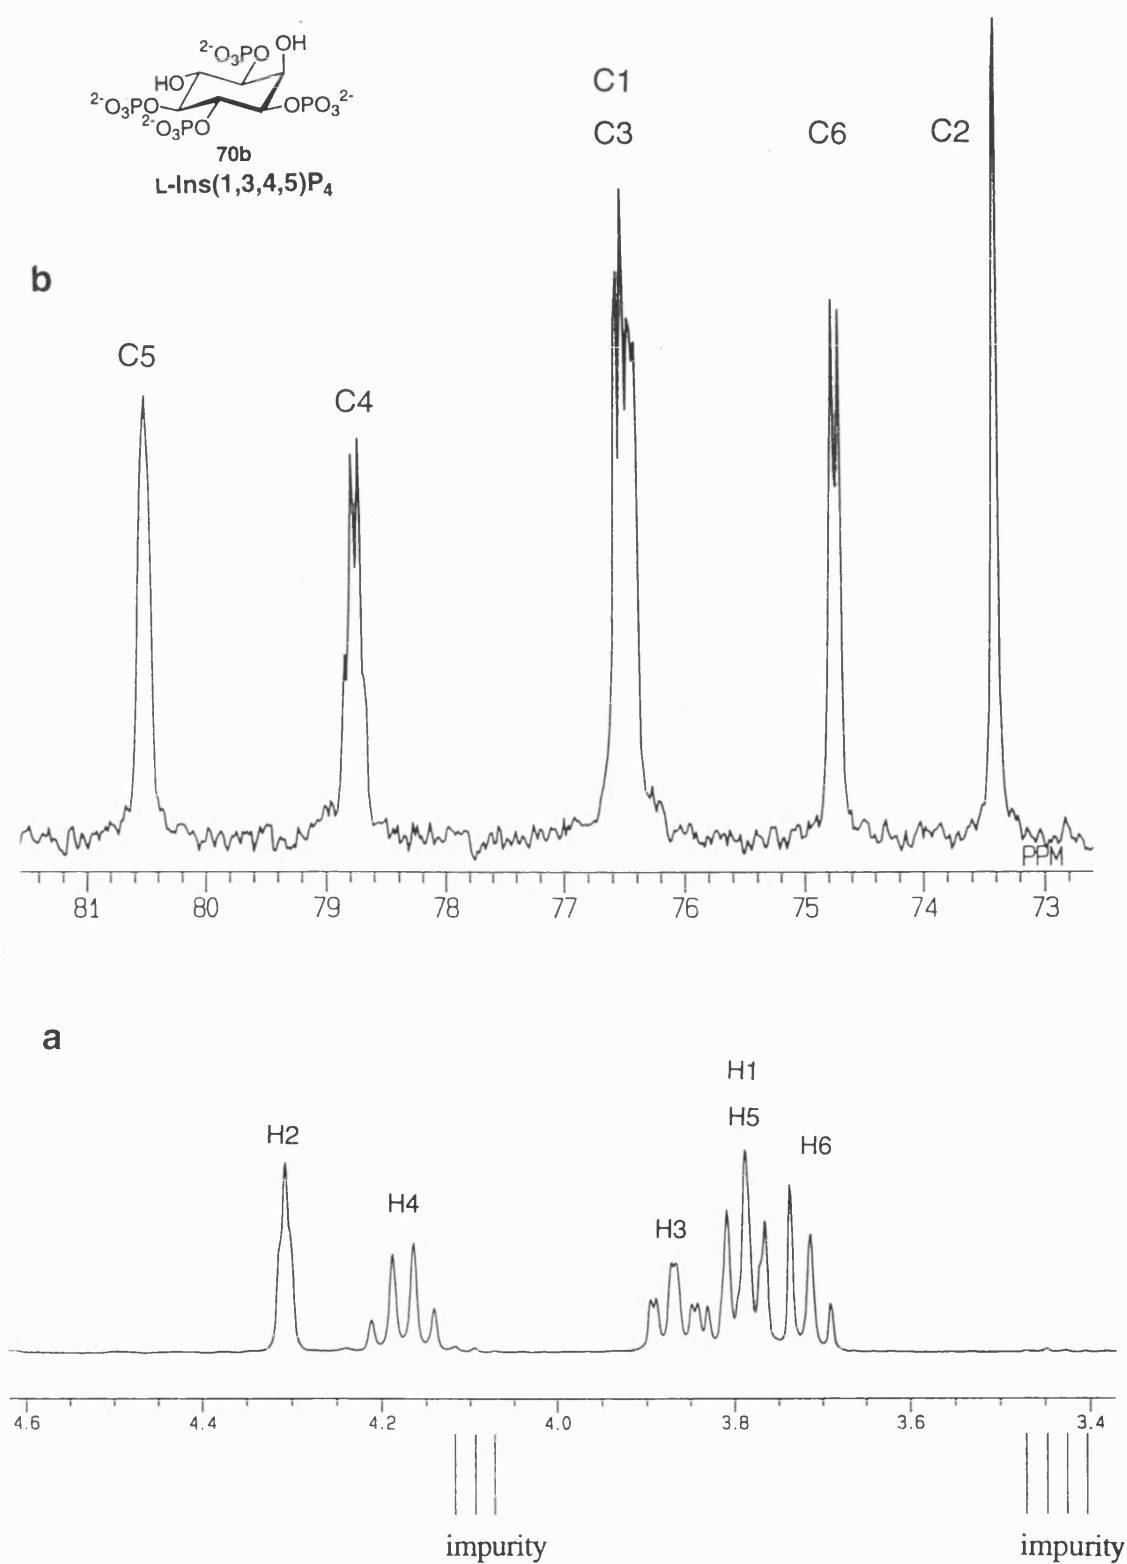 2-O₃PO OH
HO
2-O₃PO OPO₃2-
2-O₃PO
70b
L-Ins(1,3,4,5)P₄
C1
C3 C6 C2
b
C5
C4
PPM
81 80 79 78 77 76 75 74 73
a
H1
H2 H5
H6
H4
H3
4.6 4.4 4.2 4.0 3.8 3.6 3.4
impurity impurity